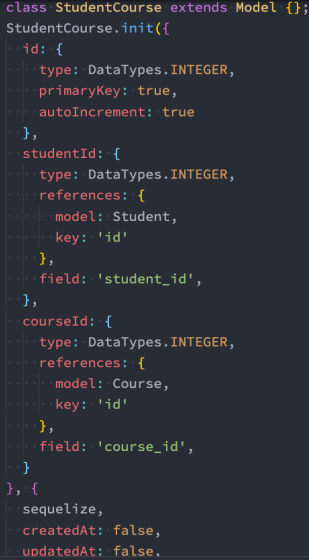 class StudentCourse extends Model {};
StudentCourse.init({
  id: {
    type: DataTypes.INTEGER,
    primaryKey: true,
    autoIncrement: true
  },
  studentId: {
    type: DataTypes.INTEGER,
    references: {
      model: Student,
      key: 'id'
    },
    field: 'student_id',
  },
  courseId: {
    type: DataTypes.INTEGER,
    references: {
      model: Course,
      key: 'id'
    },
    field: 'course_id',
  }
}, {
  sequelize,
  createdAt: false,
  updatedAt: false,